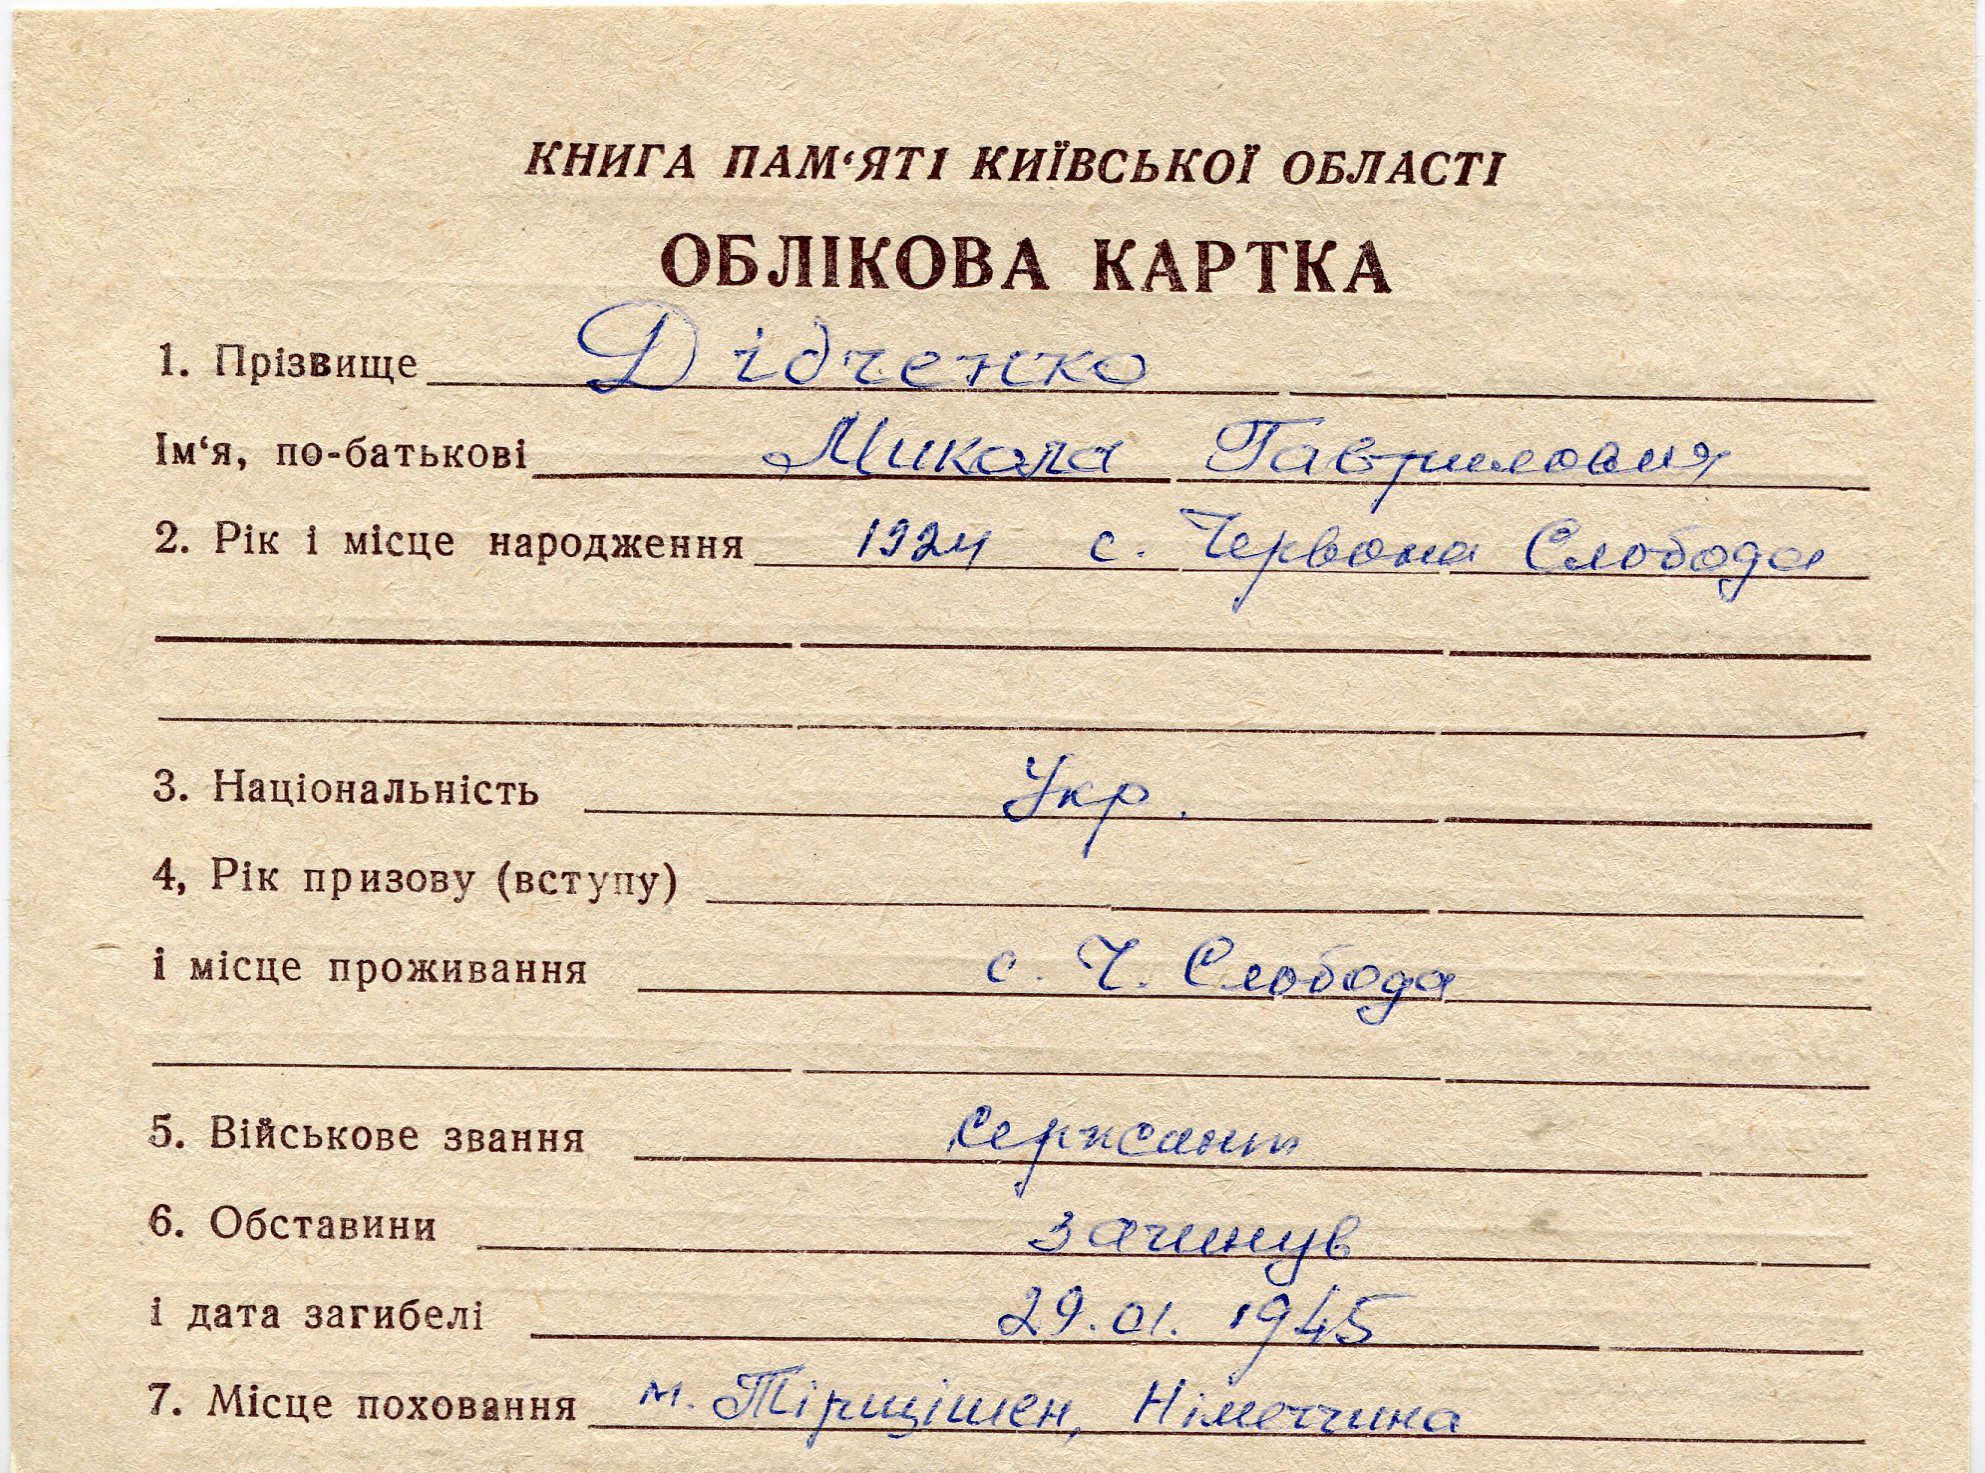 КНИГА ПАМ‘ЯТІ КИЇВСЬКОЇ ОБЛАСТІ
ОБЛІКОВА КАРТКА
1. Прізвище Дідченко
Ім‘я, по-батькові Микола Гаврилович
2. Рік і місце народження 1924 с. Червона Слобода
3. Національність Укр.
4, Рік призову (вступу)
і місце проживання с. Ч. Слобода
5. Військове звання сержант
6. Обставини загинув
і дата загибелі 29.01.1945
7. Місце поховання м. Німеччина